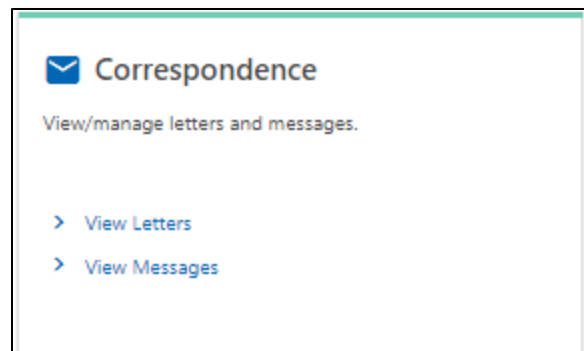 Correspondence
View/manage letters and messages.
View Letters
View Messages